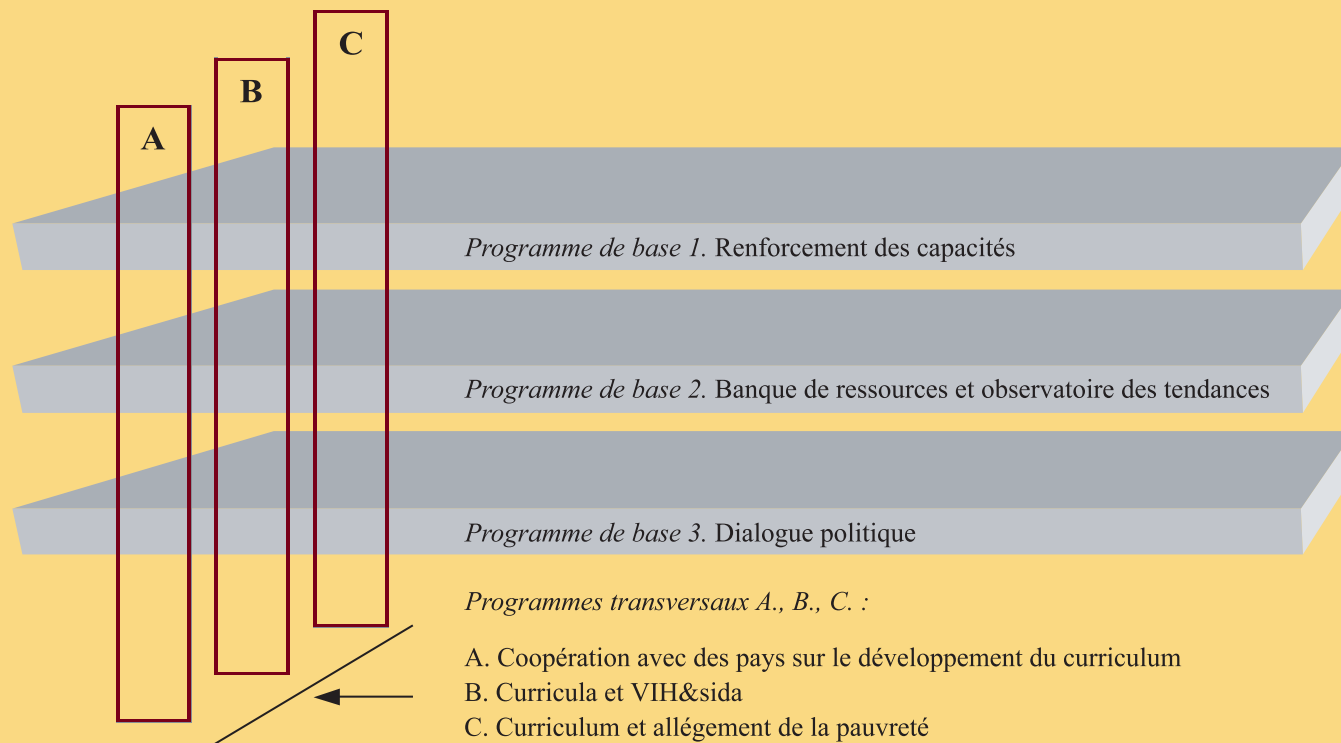 C
B
A
Programme de base 1. Renforcement des capacités
Programme de base 2. Banque de ressources et observatoire des tendances
Programme de base 3. Dialogue politique
Programmes transversaux A., B., C. :
A. Coopération avec des pays sur le développement du curriculum
B. Curricula et VIH&sida
C. Curriculum et allégement de la pauvreté